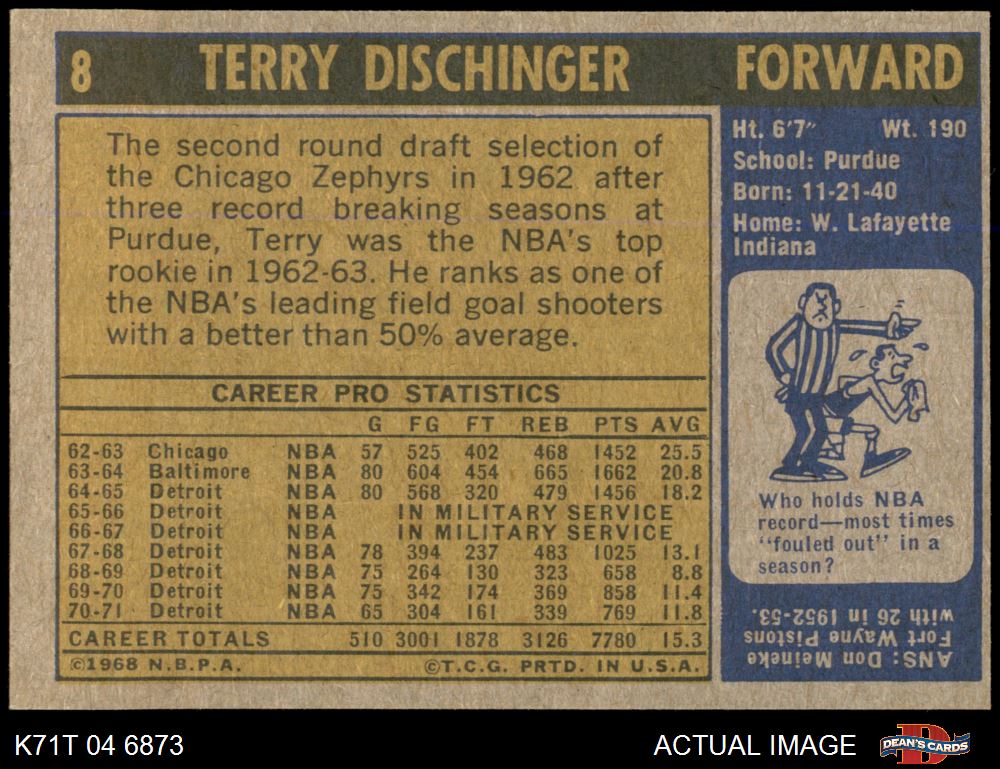 8 TERRY DISCHINGER FORWARD
The second round draft selection of
the Chicago Zephyrs in 1962 after
three record breaking seasons at
Purdue, Terry was the NBA's top
rookie in 1962-63. He ranks as one of
the NBA's leading field goal shooters
with a better than 50% average.
CAREER PRO STATISTICS
G FG FT REB PTS AVG
62-63 Chicago NBA 57 525 402 468 1452 25.5
63-64 Baltimore NBA 80 604 454 665 1662 20.8
64-65 Detroit NBA 80 568 320 479 1456 18.2
65-66 Detroit NBA IN MILITARY SERVICE
66-67 Detroit NBA IN MILITARY SERVICE
67-68 Detroit NBA 78 394 237 483 1025 13.1
68-69 Detroit NBA 75 264 130 323 658 8.8
69-70 Detroit NBA 75 342 174 369 858 11.4
70-71 Detroit NBA 65 304 161 339 769 11.8
CAREER TOTALS 510 3001 1878 3126 7780 15.3
©1968 N.B.P.A. ©T.C.G. PRTD. IN U.S.A.
Ht. 6'7" Wt. 190
School: Purdue
Born: 11-21-40
Home: W. Lafayette
Indiana
Who holds NBA
record—most times
"fouled out" in a
season?
ANS: Don Meineke
Fort Wayne Pistons
with 26 in 1952-53.
K71T 04 6873 ACTUAL IMAGE
D
DEAN'S CARDS